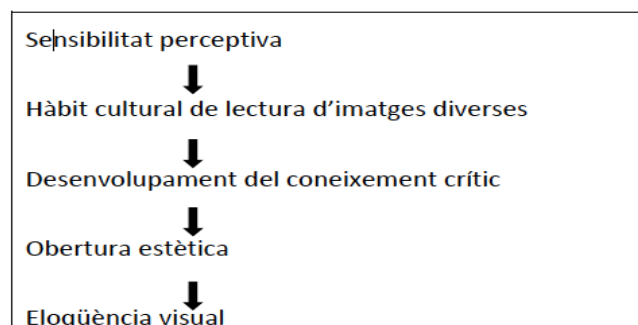 Sensibilitat perceptiva
Hàbit cultural de lectura d'imatges diverses
Desenvolupament del coneixement crític
Obertura estètica
Eloqüència visual